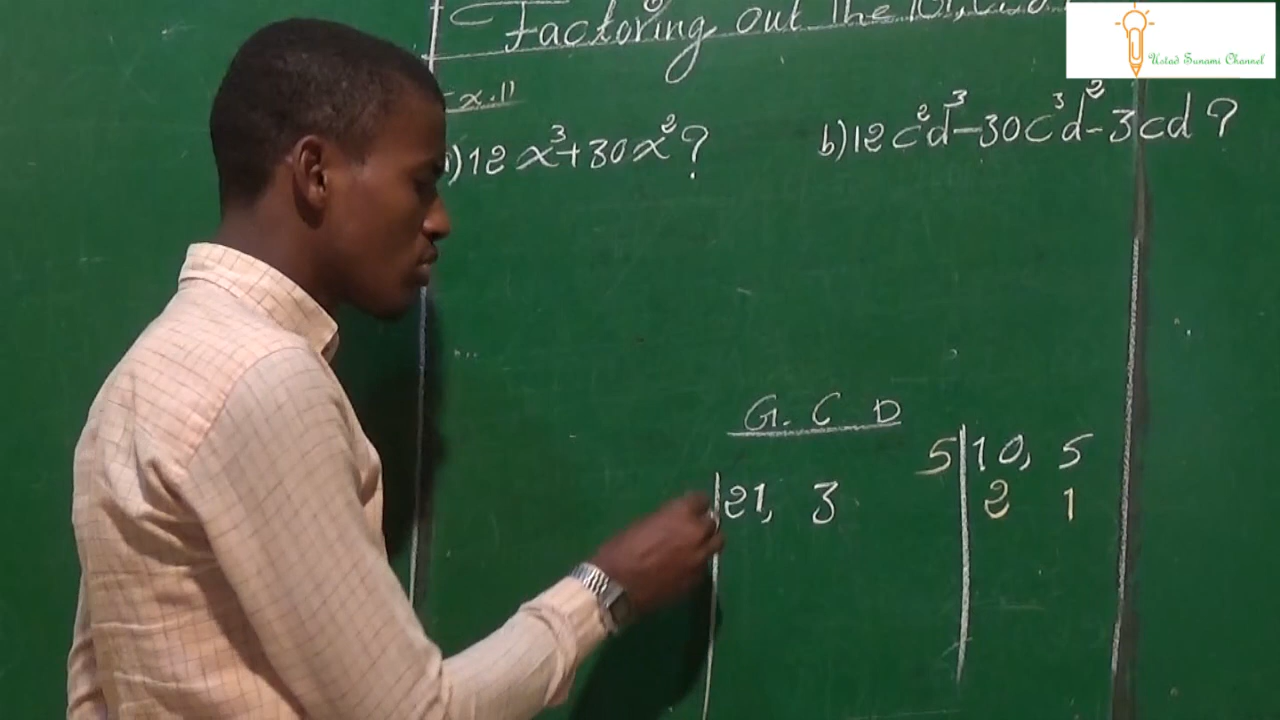 Factoring out the
Ustad Sunami Channel
Ex.1)
a) 12x³+30x²?
b) 12c²d³-30c³d²-3cd?
G.C D
21, 3
5|10, 5
2 1